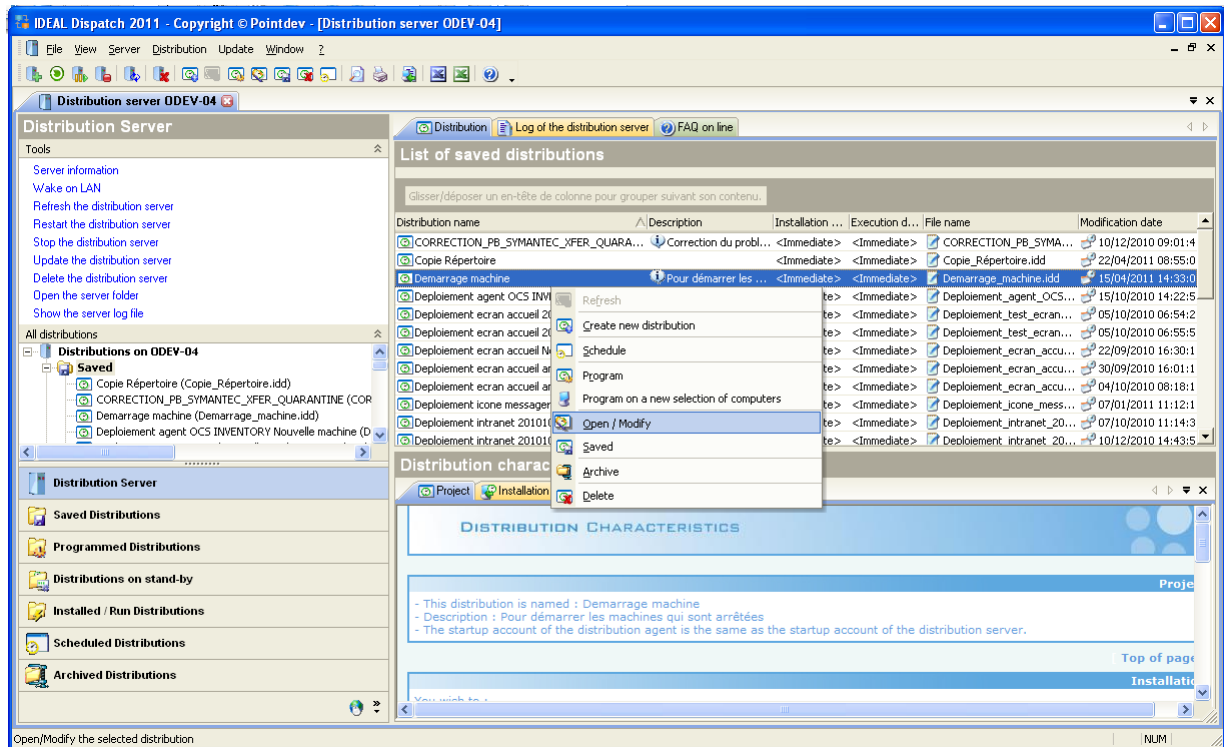 IDEAL Dispatch 2011 - Copyright © Pointdev - [Distribution server ODEV-04]
File View Server Distribution Update Window ?
Distribution server ODEV-04
Distribution Server
Tools
Server information
Wake on LAN
Refresh the distribution server
Restart the distribution server
Stop the distribution server
Update the distribution server
Delete the distribution server
Open the server folder
Show the server log file
All distributions
Distributions on ODEV-04
Saved
Copie Répertoire (Copie_Répertoire.idd)
CORRECTION_PB_SYMANTEC_XFER_QUARANTINE (COR
Demarrage machine (Demarrage_machine.idd)
Deploiement agent OCS INVENTORY Nouvelle machine (D
Distribution Server
Saved Distributions
Programmed Distributions
Distributions on stand-by
Installed / Run Distributions
Scheduled Distributions
Archived Distributions
Distribution Log of the distribution server FAQ on line
List of saved distributions
Glisser/déposer un en-tête de colonne pour grouper suivant son contenu.
Distribution name Description Installation ... Execution d... File name Modification date
CORRECTION_PB_SYMANTEC_XFER_QUARA... Correction du probl... <Immediate> <Immediate> CORRECTION_PB_SYMA... 10/12/2010 09:01:4
Copie Répertoire <Immediate> <Immediate> Copie_Répertoire.idd 22/04/2011 08:55:0
Demarrage machine Pour démarrer les ... <Immediate> <Immediate> Demarrage_machine.idd 15/04/2011 14:33:0
Deploiement agent OCS INV te> <Immediate> Deploiement_agent_OCS... 15/10/2010 14:22:5
Deploiement ecran accueil 20 te> <Immediate> Deploiement_test_ecran... 05/10/2010 06:54:2
Deploiement ecran accueil 20 te> <Immediate> Deploiement_test_ecran... 05/10/2010 06:55:5
Deploiement ecran accueil N te> <Immediate> Deploiement_ecran_accu... 22/09/2010 16:30:1
Deploiement ecran accueil ar te> <Immediate> Deploiement_ecran_accu... 30/09/2010 16:01:1
Deploiement ecran accueil ar te> <Immediate> Deploiement_ecran_accu... 04/10/2010 08:18:1
Deploiement icone messager te> <Immediate> Deploiement_icone_mess... 07/01/2011 11:12:1
Deploiement intranet 20101 te> <Immediate> Deploiement_intranet_20... 07/10/2010 11:14:3
Deploiement intranet 20101 te> <Immediate> Deploiement_intranet_20... 10/12/2010 14:43:5
Refresh
Create new distribution
Schedule
Program
Program on a new selection of computers
Open / Modify
Saved
Archive
Delete
Distribution charac
Project Installation
DISTRIBUTION CHARACTERISTICS
Proje
- This distribution is named : Demarrage machine
- Description : Pour démarrer les machines qui sont arrêtées
- The startup account of the distribution agent is the same as the startup account of the distribution server.
Top of page
Installatio
You wish to :
Open/Modify the selected distribution
NUM